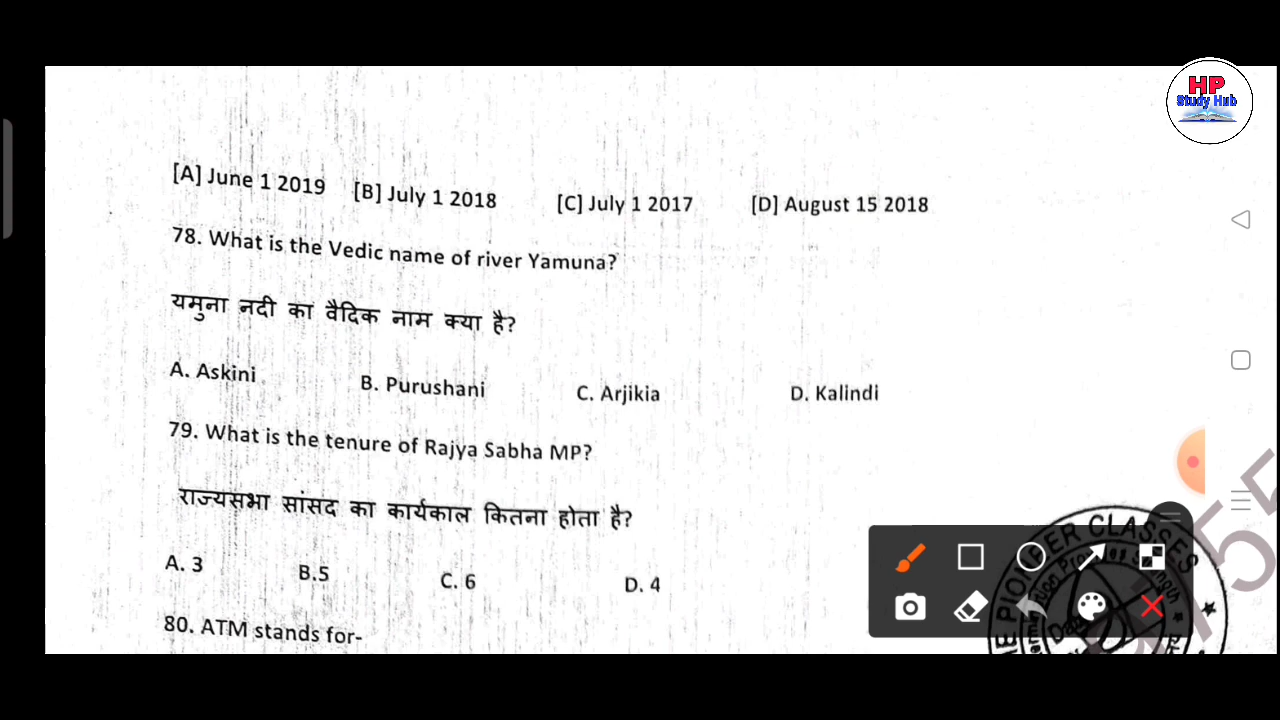 HP
Study Hub
[A] June 1 2019 [B] July 1 2018 [C] July 1 2017 [D] August 15 2018
78. What is the Vedic name of river Yamuna?
यमुना नदी का वैदिक नाम क्या है?
A. Askini B. Purushani C. Arjikia D. Kalindi
79. What is the tenure of Rajya Sabha MP?
राज्यसभा सांसद का कार्यकाल कितना होता है?
A. 3 B.5 C. 6 D. 4
80. ATM stands for-
PIONEER CLASSES